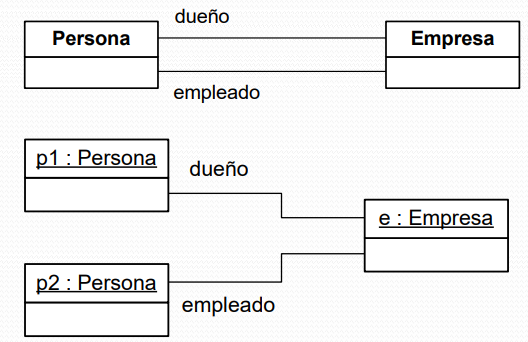 dueño
Persona
Empresa
empleado
p1 : Persona
dueño
e : Empresa
p2 : Persona
empleado